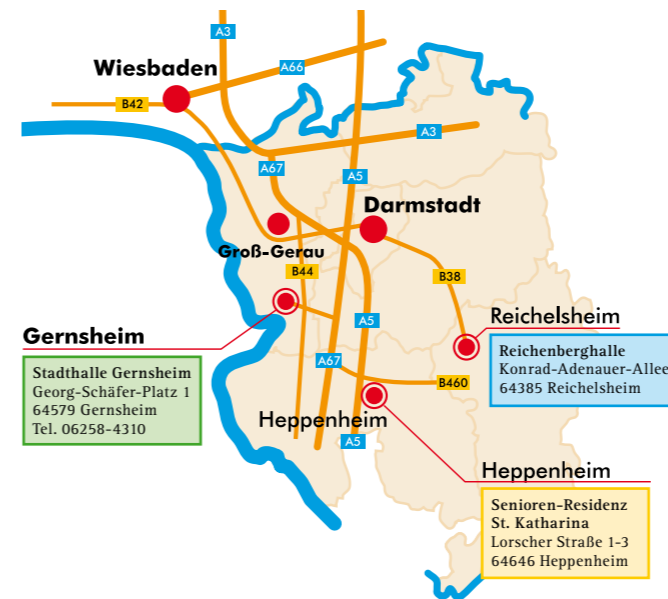 A3
Wiesbaden
A66
B42
A3
A67
A5
Darmstadt
Groß-Gerau
B44
B38
Gernsheim
Reichelsheim
A5
Stadthalle Gernsheim
Georg-Schäfer-Platz 1
64579 Gernsheim
Tel. 06258-4310
Reichenberghalle
Konrad-Adenauer-Allee
64385 Reichelsheim
A67
B460
Heppenheim
A5
Heppenheim
Senioren-Residenz
St. Katharina
Lorscher Straße 1-3
64646 Heppenheim